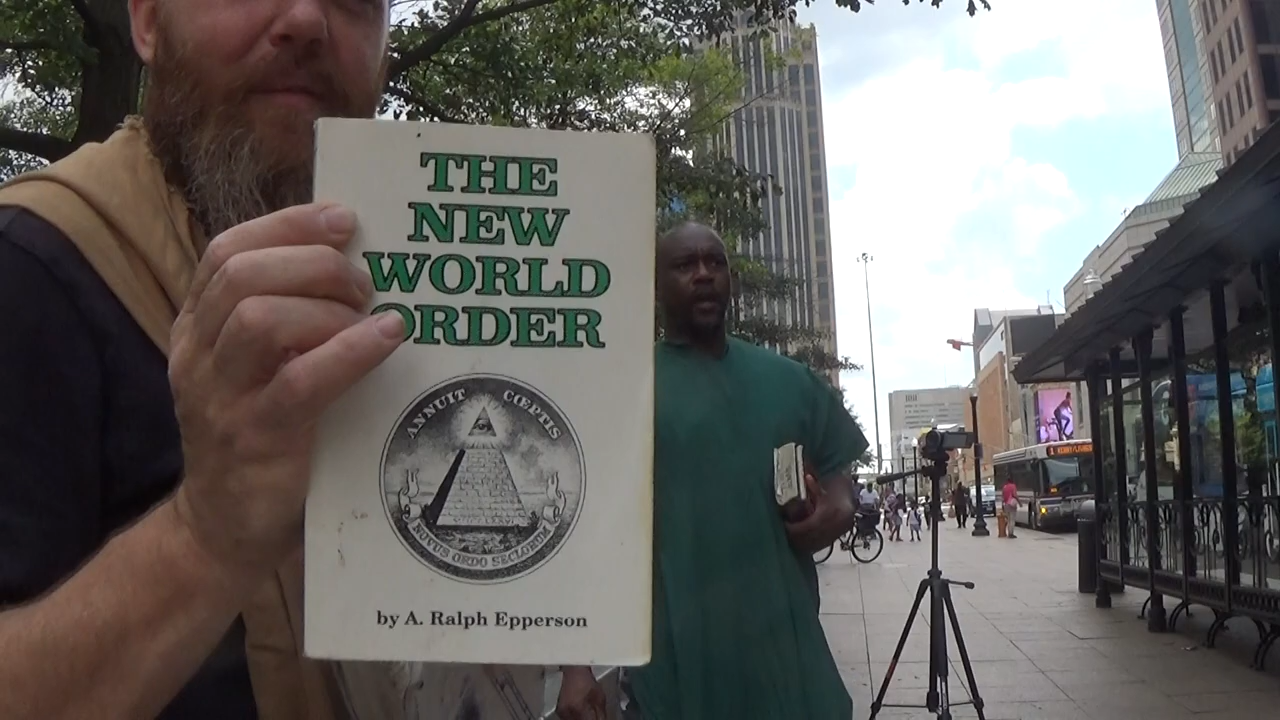 THE
NEW
WORLD
ORDER
ANNUIT CŒPTIS
NOVUS ORDO SECLORUM
by A. Ralph Epperson